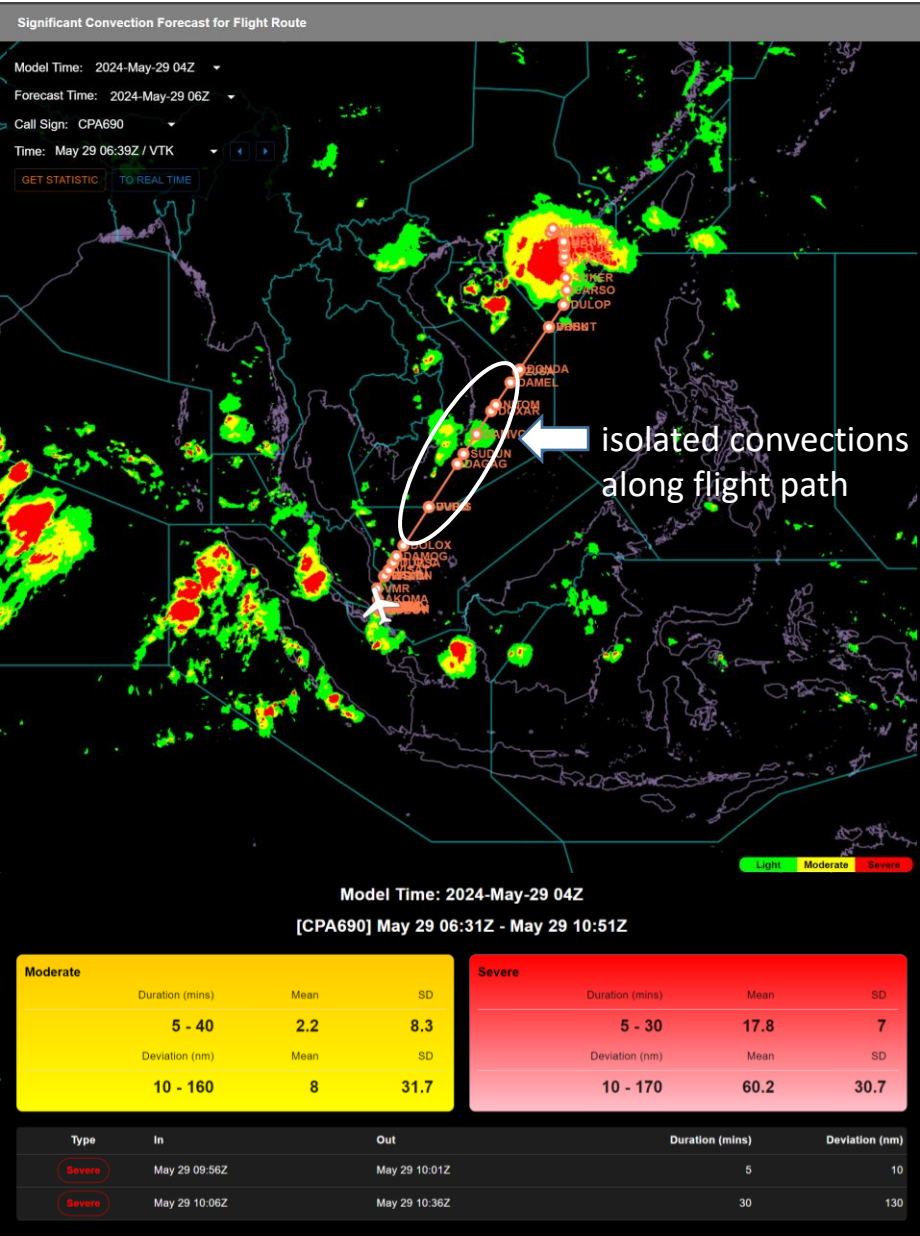 Significant Convection Forecast for Flight Route
Model Time: 2024-May-29 04Z
Forecast Time: 2024-May-29 06Z
Call Sign: CPA690
Time: May 29 06:39Z / VTK
GET STATISTIC TO REAL TIME
CARSO
DULOP
DONDA
DAMEL
DOXAR
SUDUN
DAGAG
DOLOX
DAMOG
VMR
AKOMA
isolated convections
along flight path
Light Moderate Severe
Model Time: 2024-May-29 04Z
[CPA690] May 29 06:31Z - May 29 10:51Z
Moderate
Duration (mins) Mean SD
5 - 40 2.2 8.3
Deviation (nm) Mean SD
10 - 160 8 31.7
Severe
Duration (mins) Mean SD
5 - 30 17.8 7
Deviation (nm) Mean SD
10 - 170 60.2 30.7
Type In Out Duration (mins) Deviation (nm)
Severe May 29 09:56Z May 29 10:01Z 5 10
Severe May 29 10:06Z May 29 10:36Z 30 130